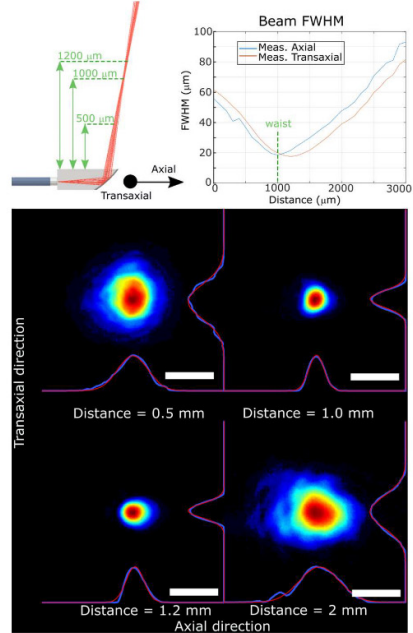 1200 μm
1000 μm
500 μm
Axial
Transaxial
Beam FWHM
Meas. Axial
Meas. Transaxial
waist
FWHM (μm)
100
80
60
40
20
0
0
1000
2000
3000
Distance (μm)
Transaxial direction
Distance = 0.5 mm
Distance = 1.0 mm
Distance = 1.2 mm
Distance = 2 mm
Axial direction